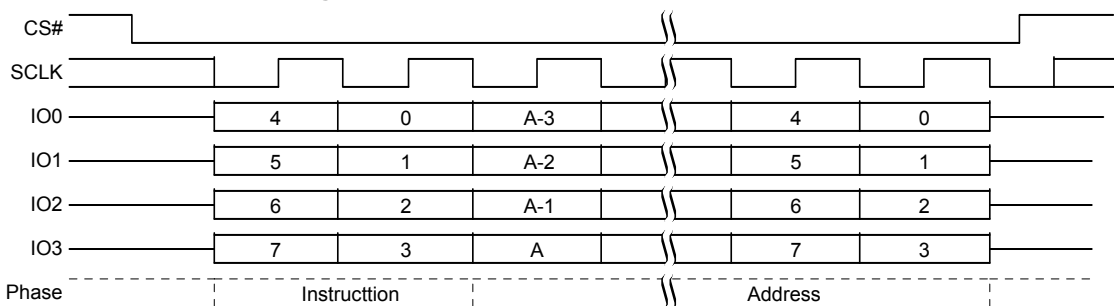 CS#
SCLK
IO0 4 0 A-3 4 0
IO1 5 1 A-2 5 1
IO2 6 2 A-1 6 2
IO3 7 3 A 7 3
Phase Instructtion Address